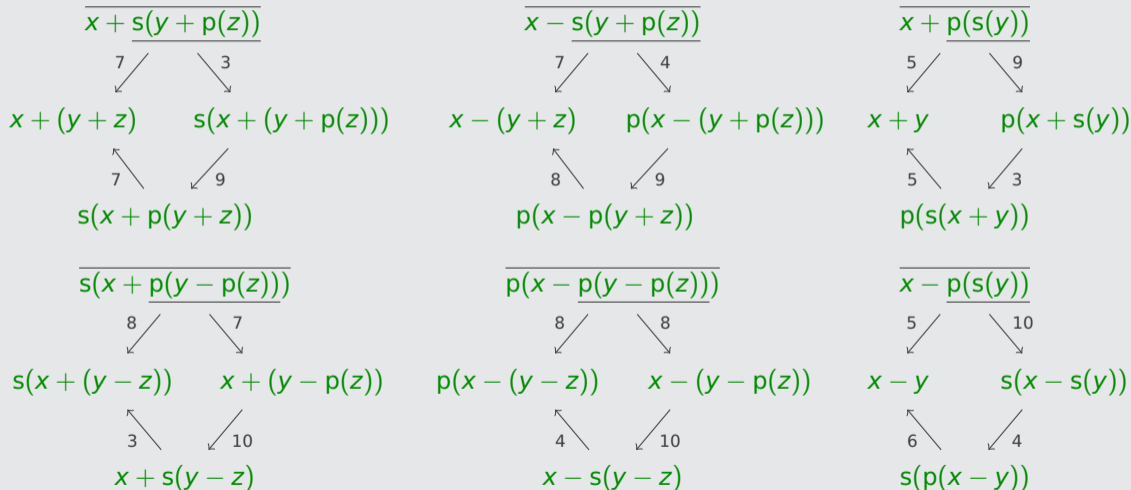 x + s(y + p(z)) x − s(y + p(z)) x + p(s(y))
7 3 7 4 5 9
x + (y + z) s(x + (y + p(z))) x − (y + z) p(x − (y + p(z))) x + y p(x + s(y))
7 9 8 9 5 3
s(x + p(y + z)) p(x − p(y + z)) p(s(x + y))
s(x + p(y − p(z))) p(x − p(y − p(z))) x − p(s(y))
8 7 8 8 5 10
s(x + (y − z)) x + (y − p(z)) p(x − (y − z)) x − (y − p(z)) x − y s(x − s(y))
3 10 4 10 6 4
x + s(y − z) x − s(y − z) s(p(x − y))